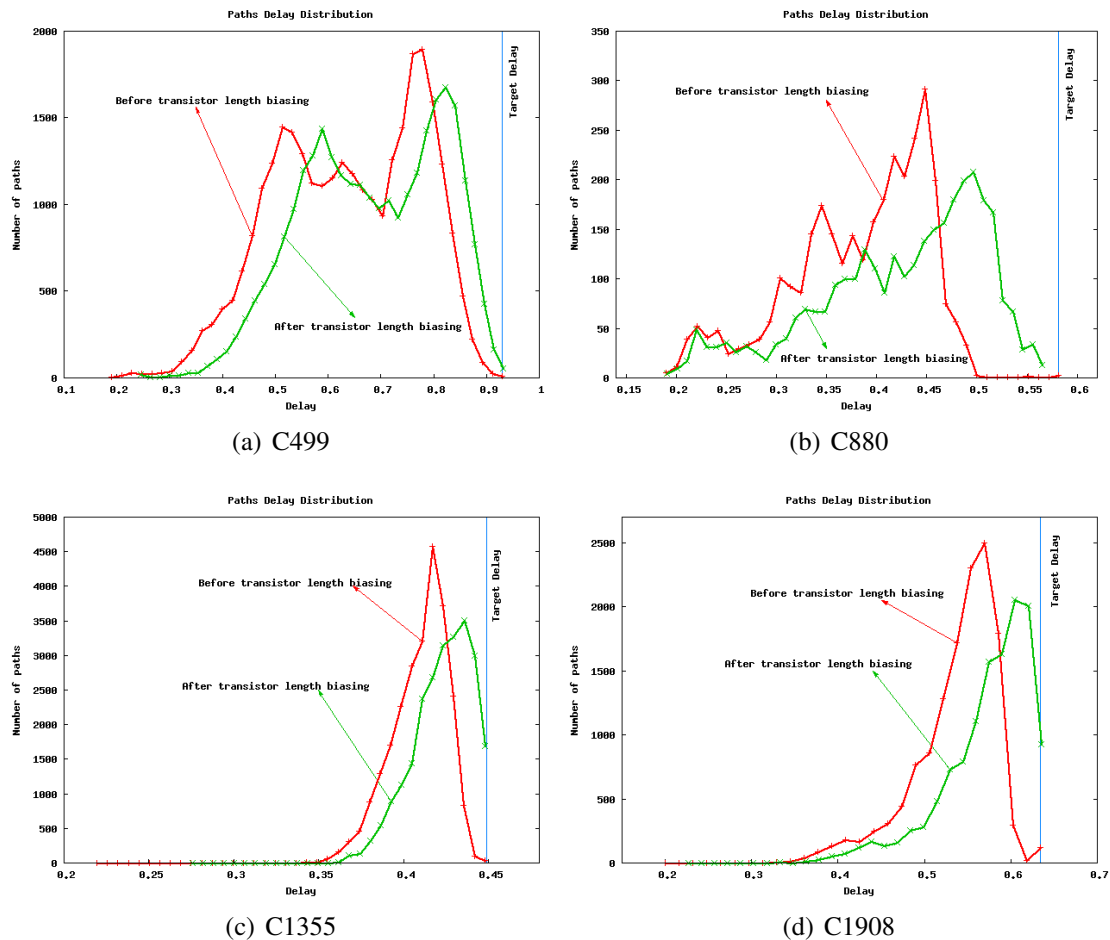 Paths Delay Distribution
2000
1500
1000
500
0
0.1 0.2 0.3 0.4 0.5 0.6 0.7 0.8 0.9 1
Number of paths
Delay
Target Delay
Before transistor length biasing
After transistor length biasing
(a) C499
Paths Delay Distribution
350
300
250
200
150
100
50
0
0.15 0.2 0.25 0.3 0.35 0.4 0.45 0.5 0.55 0.6
Number of paths
Delay
Target Delay
Before transistor length biasing
After transistor length biasing
(b) C880
Paths Delay Distribution
5000
4500
4000
3500
3000
2500
2000
1500
1000
500
0
0.2 0.25 0.3 0.35 0.4 0.45
Number of paths
Delay
Target Delay
Before transistor length biasing
After transistor length biasing
(c) C1355
Paths Delay Distribution
2500
2000
1500
1000
500
0
0.2 0.3 0.4 0.5 0.6 0.7
Number of paths
Delay
Target Delay
Before transistor length biasing
After transistor length biasing
(d) C1908